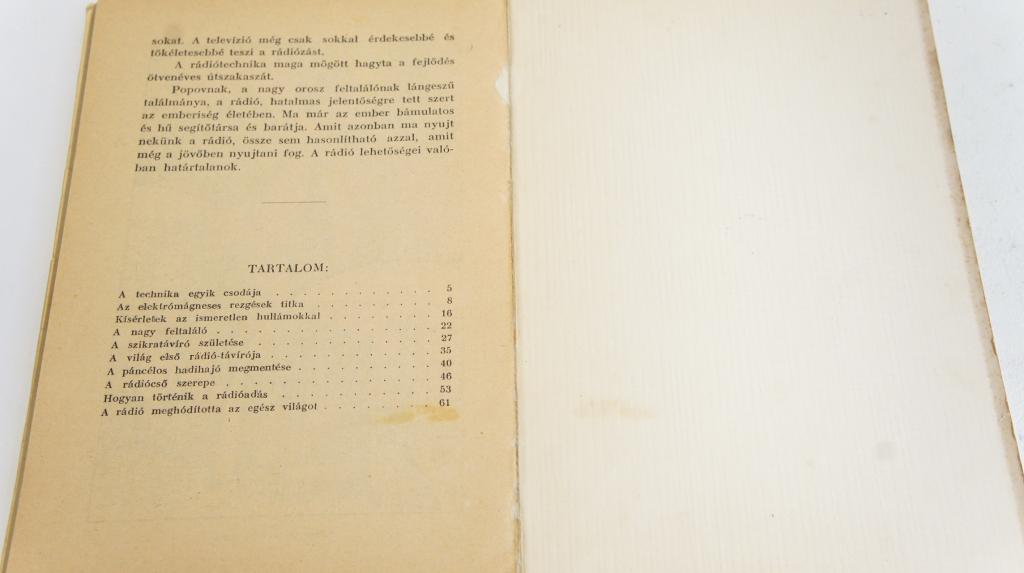 sokat. A televízió még csak sokkal érdekesebbé és
tökéletesebbé teszi a rádiózást.
A rádiótechnika maga mögött hagyta a fejlődés
ötvenéves útszakaszát.
Popovnak, a nagy orosz feltalálónak lángeszű
találmánya, a rádió, hatalmas jelentőségre tett szert
az emberiség életében. Ma már az ember bámulatos
és hű segítőtársa és barátja. Amit azonban ma nyujt
nekünk a rádió, össze sem hasonlítható azzal, amit
még a jövőben nyujtani fog. A rádió lehetőségei való-
ban határtalanok.
TARTALOM:
A technika egyik csodája . . . . . . . . . . . . 5
Az elektrómágneses rezgések titka . . . . . . . . . 8
Kísérletek az ismeretlen hullámokkal . . . . . . . . 16
A nagy feltaláló . . . . . . . . . . . . . . . 22
A szikratávíró születése . . . . . . . . . . . . 27
A világ első rádió-távírója . . . . . . . . . . . 35
A páncélos hadihajó megmentése . . . . . . . . . 40
A rádiócső szerepe . . . . . . . . . . . . . . 46
Hogyan történik a rádióadás . . . . . . . . . . 53
A rádió meghódította az egész világot . . . . . . . 61